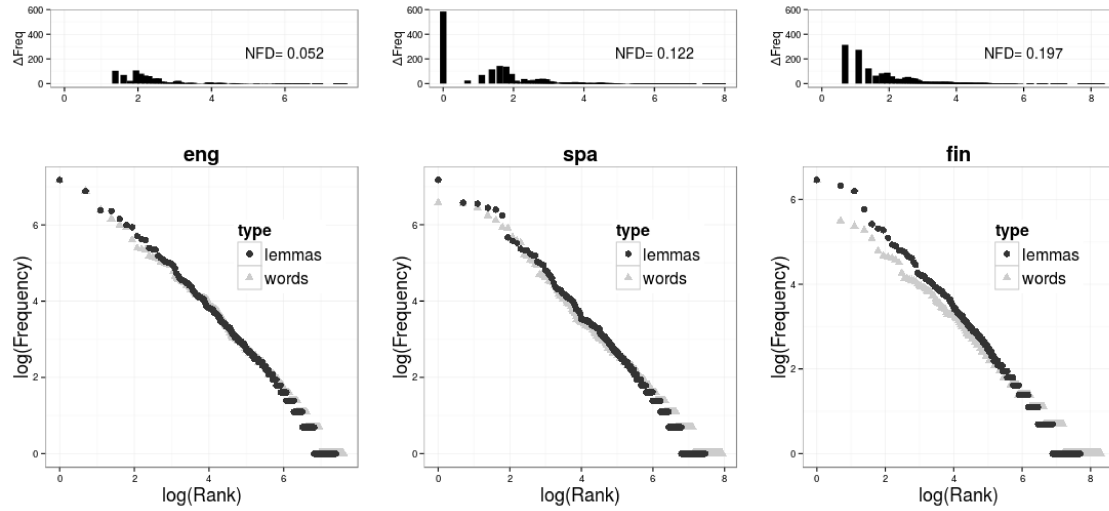 600
400
200
0
ΔFreq
NFD= 0.052
0 2 4 6
600
400
200
0
ΔFreq
NFD= 0.122
0 2 4 6 8
600
400
200
0
ΔFreq
NFD= 0.197
0 2 4 6 8
eng
6
4
2
0
log(Frequency)
type
lemmas
words
0 2 4 6
log(Rank)
spa
6
4
2
0
log(Frequency)
type
lemmas
words
0 2 4 6 8
log(Rank)
fin
6
4
2
0
log(Frequency)
type
lemmas
words
0 2 4 6 8
log(Rank)